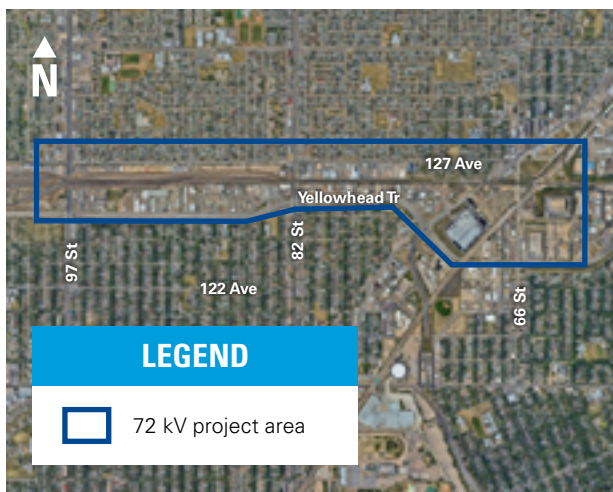 N
127 Ave
Yellowhead Tr
97 St
82 St
122 Ave
66 St
LEGEND
72 kV project area